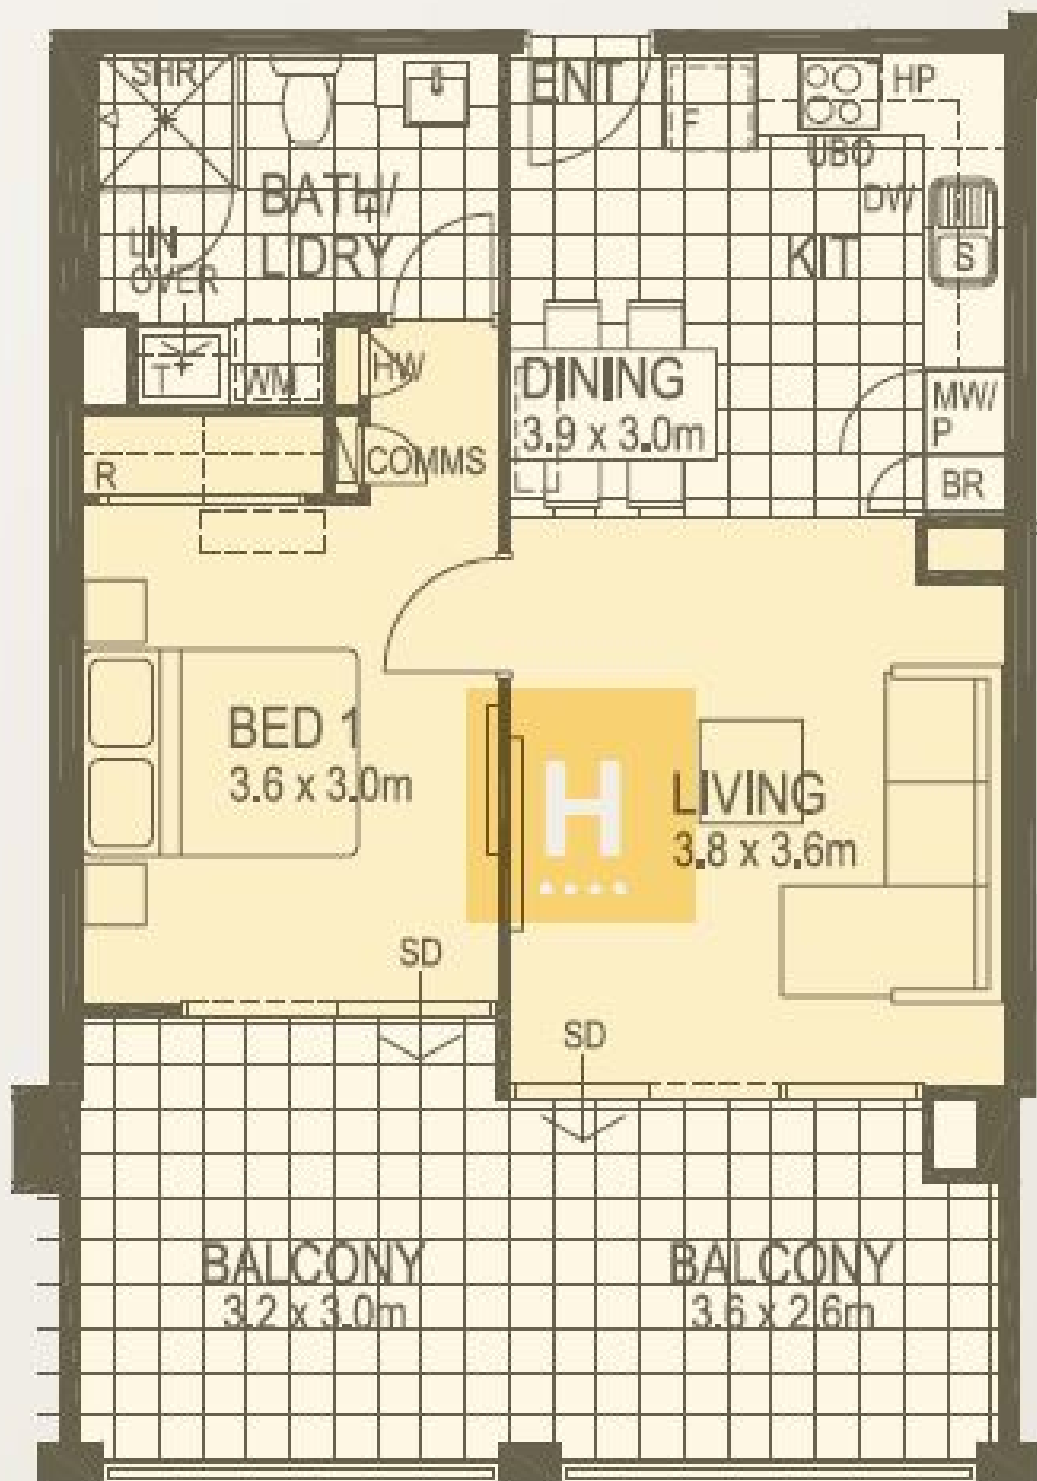 SHR
ENT
F
HP
UBO
DW
BATH/
L'DRY
KIT
S
LIN
OVER
T
WM
HW
DINING
3.9 x 3.0m
MW/
P
R
COMMS
BR
BED 1
3.6 x 3.0m
H
LIVING
3.8 x 3.6m
SD
SD
BALCONY
3.2 x 3.0m
BALCONY
3.6 x 2.6m